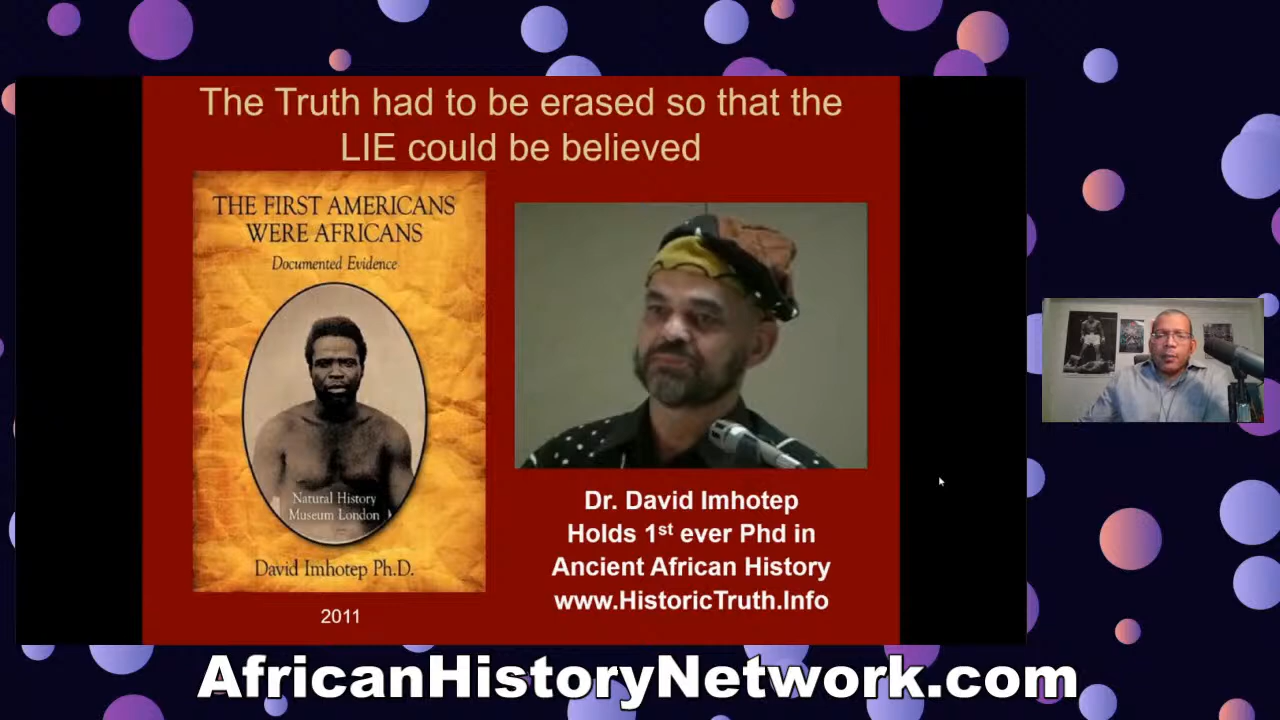 The Truth had to be erased so that the
LIE could be believed
THE FIRST AMERICANS
WERE AFRICANS
Documented Evidence
Natural History
Museum London
David Imhotep Ph.D.
2011
Dr. David Imhotep
Holds 1st ever Phd in
Ancient African History
www.HistoricTruth.Info
AfricanHistoryNetwork.com